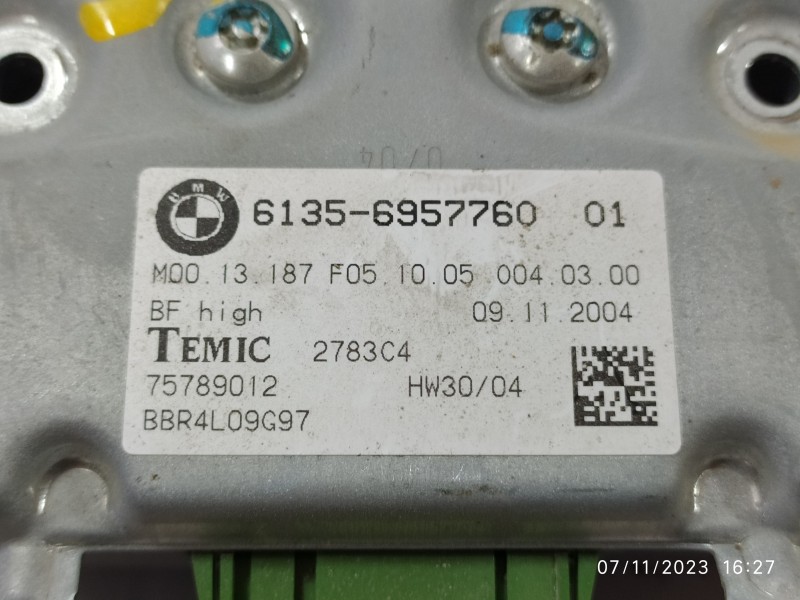 BMW
6135-6957760 01
M00.13.187 F05.10.05.004.03.00
BF high 09.11.2004
TEMIC 2783C4
75789012 HW30/04
BBR4L09G97
07/11/2023 16:27